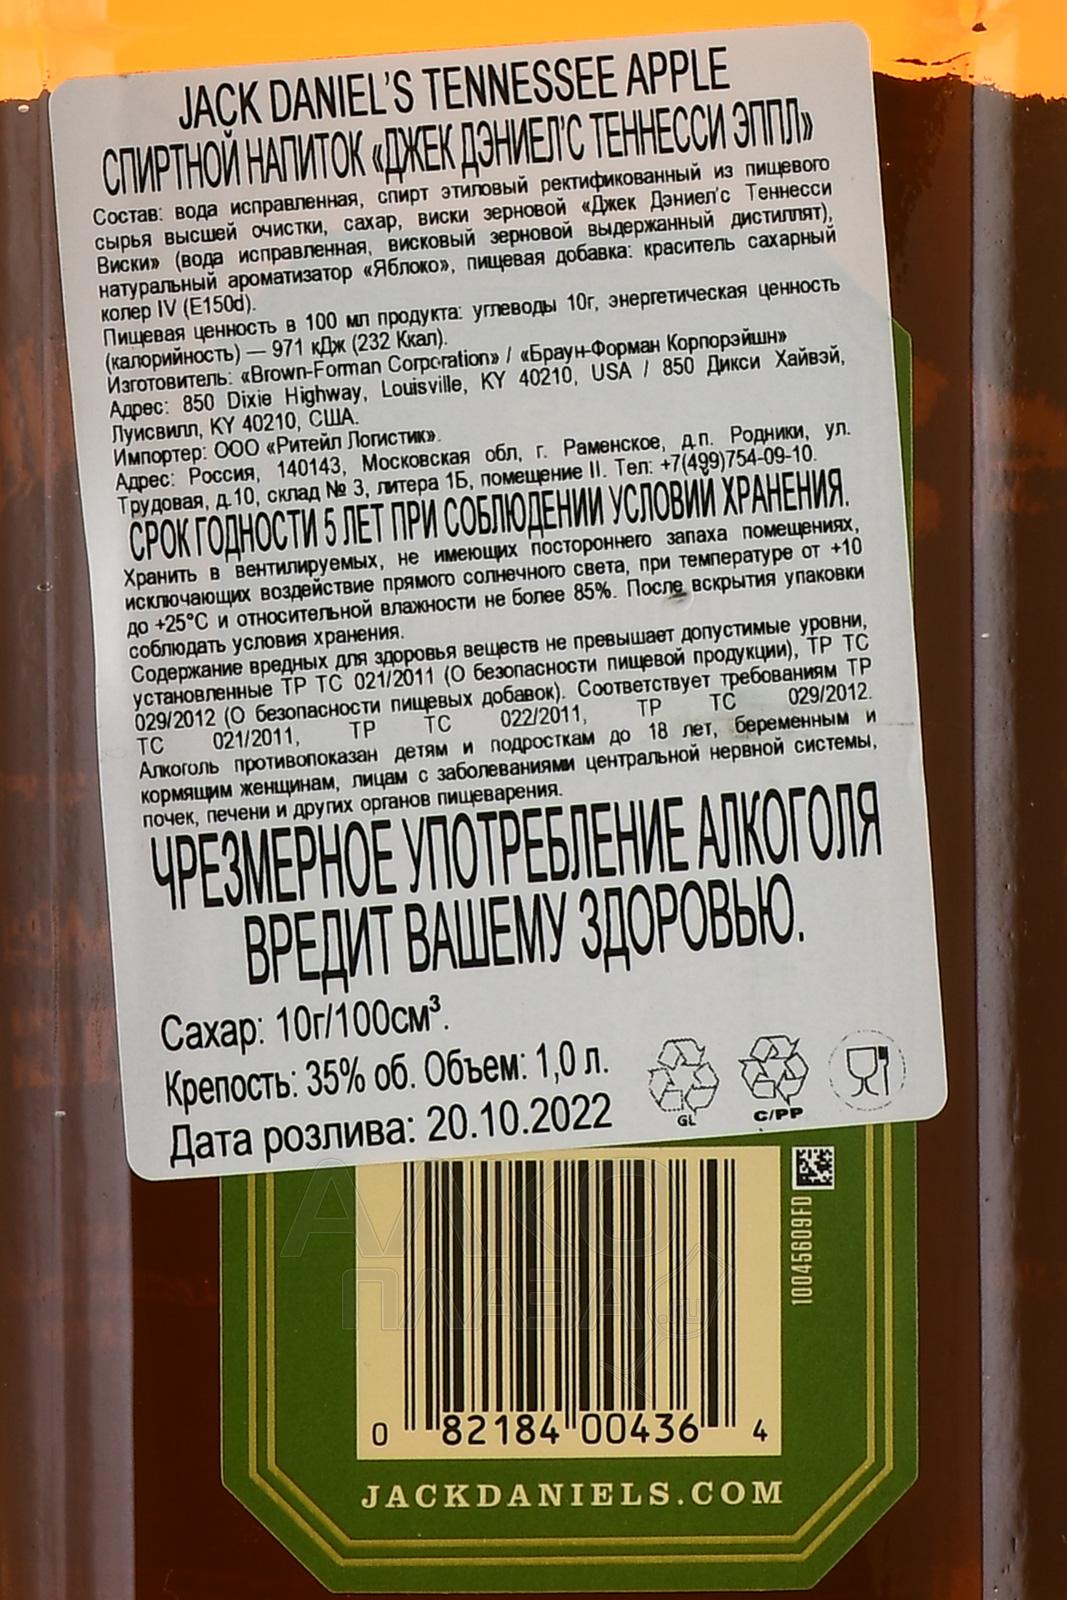 JACK DANIEL'S TENNESSEE APPLE
СПИРТНОЙ НАПИТОК «ДЖЕК ДЭНИЕЛ'С ТЕННЕССИ ЭППЛ»
Состав: вода исправленная, спирт этиловый ректификованный из пищевого
сырья высшей очистки, сахар, виски зерновой «Джек Дэниел'с Теннесси
Виски» (вода исправленная, висковый зерновой выдержанный дистиллят),
натуральный ароматизатор «Яблоко», пищевая добавка: краситель сахарный
колер IV (E150d).
Пищевая ценность в 100 мл продукта: углеводы 10г, энергетическая ценность
(калорийность) — 971 кДж (232 Ккал).
Изготовитель: «Brown-Forman Corporation» / «Браун-Форман Корпорэйшн»
Адрес: 850 Dixie Highway, Louisville, KY 40210, USA / 850 Дикси Хайвэй,
Луисвилл, KY 40210, США.
Импортер: ООО «Ритейл Логистик».
Адрес: Россия, 140143, Московская обл, г. Раменское, д.п. Родники, ул.
Трудовая, д.10, склад № 3, литера 1Б, помещение II. Тел: +7(499)754-09-10.
СРОК ГОДНОСТИ 5 ЛЕТ ПРИ СОБЛЮДЕНИИ УСЛОВИЙ ХРАНЕНИЯ.
Хранить в вентилируемых, не имеющих постороннего запаха помещениях,
исключающих воздействие прямого солнечного света, при температуре от +10
до +25°С и относительной влажности не более 85%. После вскрытия упаковки
соблюдать условия хранения.
Содержание вредных для здоровья веществ не превышает допустимые уровни,
установленные ТР ТС 021/2011 (О безопасности пищевой продукции), ТР ТС
029/2012 (О безопасности пищевых добавок). Соответствует требованиям ТР
ТС 021/2011, ТР ТС 022/2011, ТР ТС 029/2012.
Алкоголь противопоказан детям и подросткам до 18 лет, беременным и
кормящим женщинам, лицам с заболеваниями центральной нервной системы,
почек, печени и других органов пищеварения.
ЧРЕЗМЕРНОЕ УПОТРЕБЛЕНИЕ АЛКОГОЛЯ
ВРЕДИТ ВАШЕМУ ЗДОРОВЬЮ.
Сахар: 10г/100см³.
Крепость: 35% об. Объем: 1,0 л.
Дата розлива: 20.10.2022
GL
C/PP
10045609FD
АЛКО
ПЛАЗА.ru
0 82184 00436 4
JACKDANIELS.COM